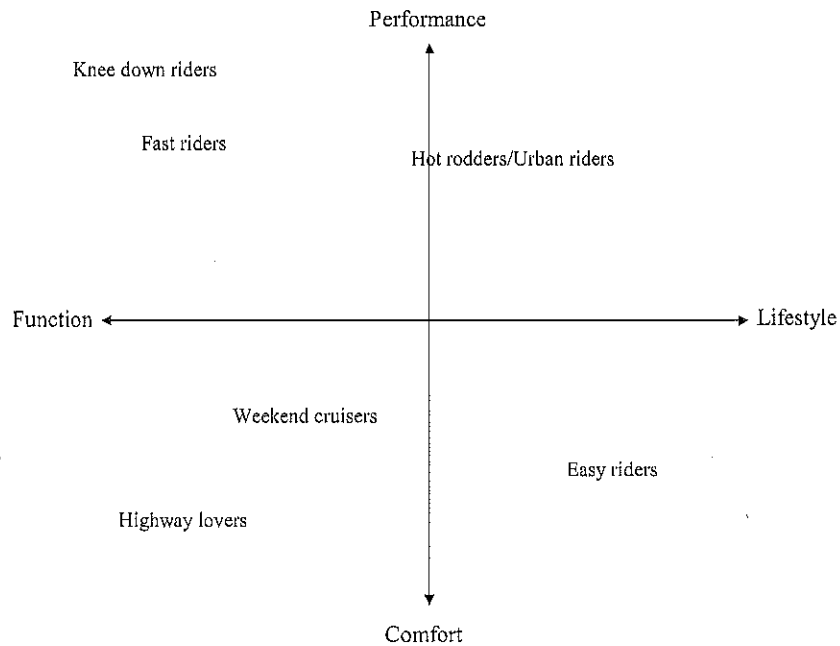 Performance
Knee down riders
Fast riders
Hot rodders/Urban riders
Function
Lifestyle
Weekend cruisers
Easy riders
Highway lovers
Comfort